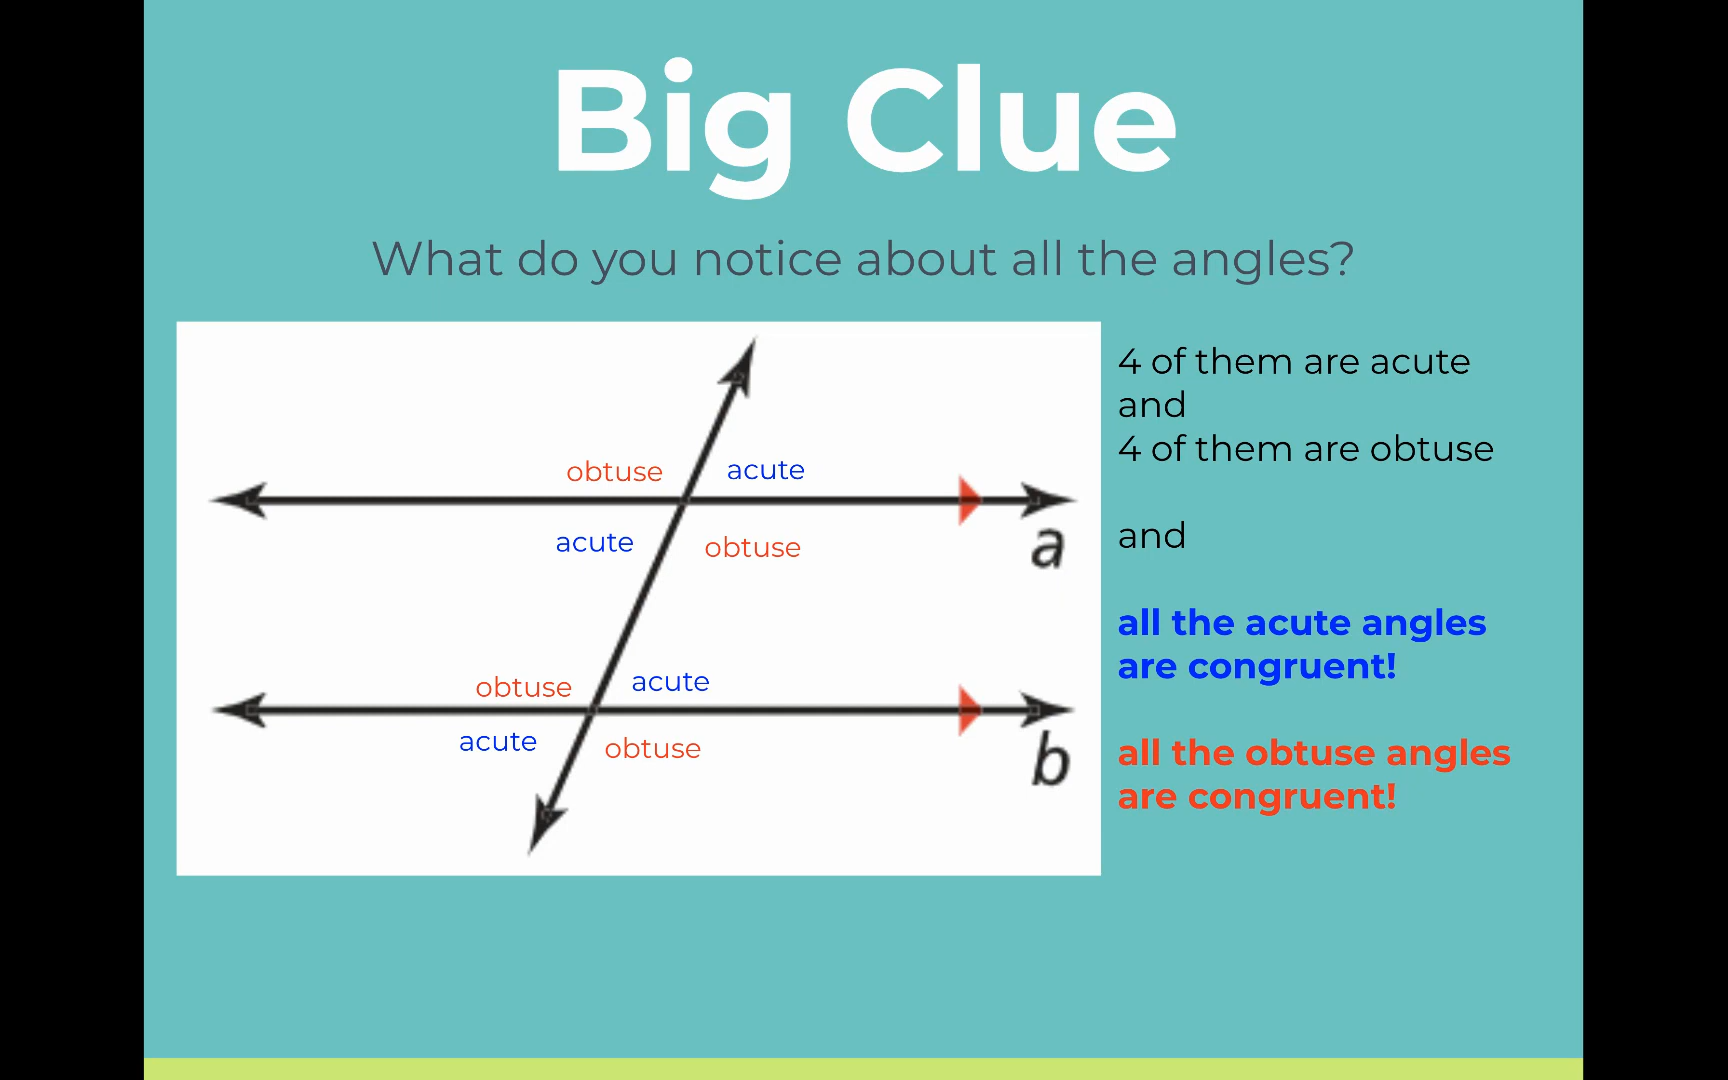 Big Clue
What do you notice about all the angles?
obtuse acute
acute obtuse
a
obtuse acute
acute obtuse
b
4 of them are acute
and
4 of them are obtuse
and
all the acute angles
are congruent!
all the obtuse angles
are congruent!